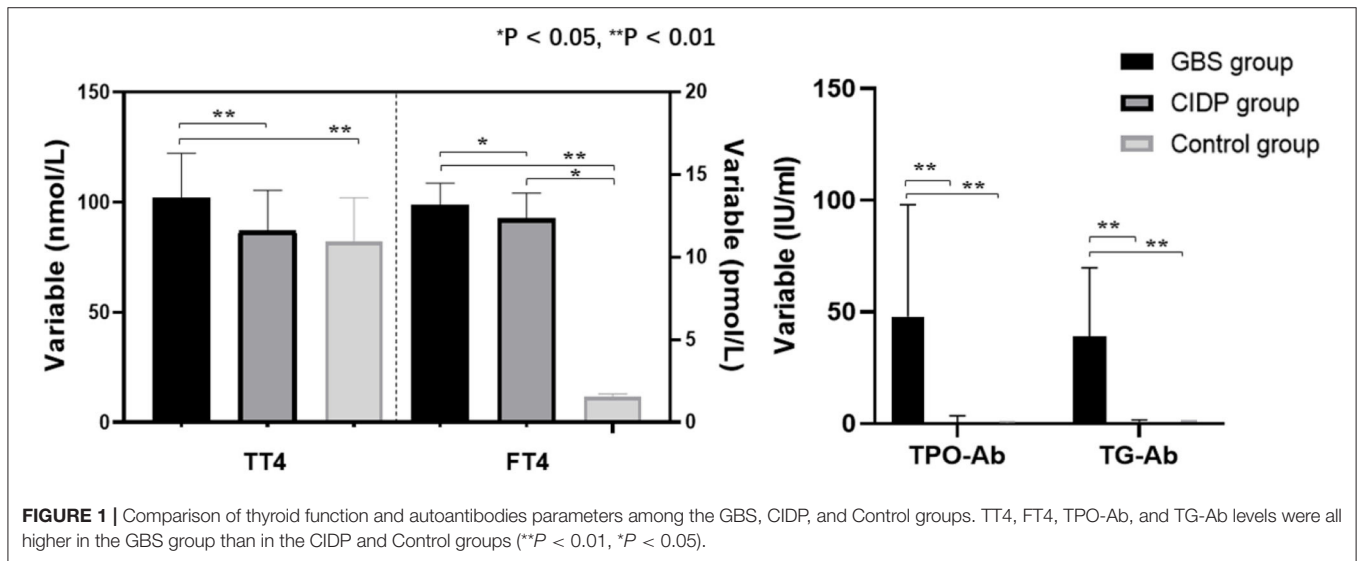 *P < 0.05, **P < 0.01
GBS group
CIDP group
Control group
Variable (nmol/L)
150
100
50
0
**
**
TT4
*
**
*
FT4
20
15
10
5
0
Variable (pmol/L)
Variable (IU/ml)
150
100
50
0
**
**
TPO-Ab
**
**
TG-Ab
FIGURE 1 | Comparison of thyroid function and autoantibodies parameters among the GBS, CIDP, and Control groups. TT4, FT4, TPO-Ab, and TG-Ab levels were all
higher in the GBS group than in the CIDP and Control groups (**P < 0.01, *P < 0.05).